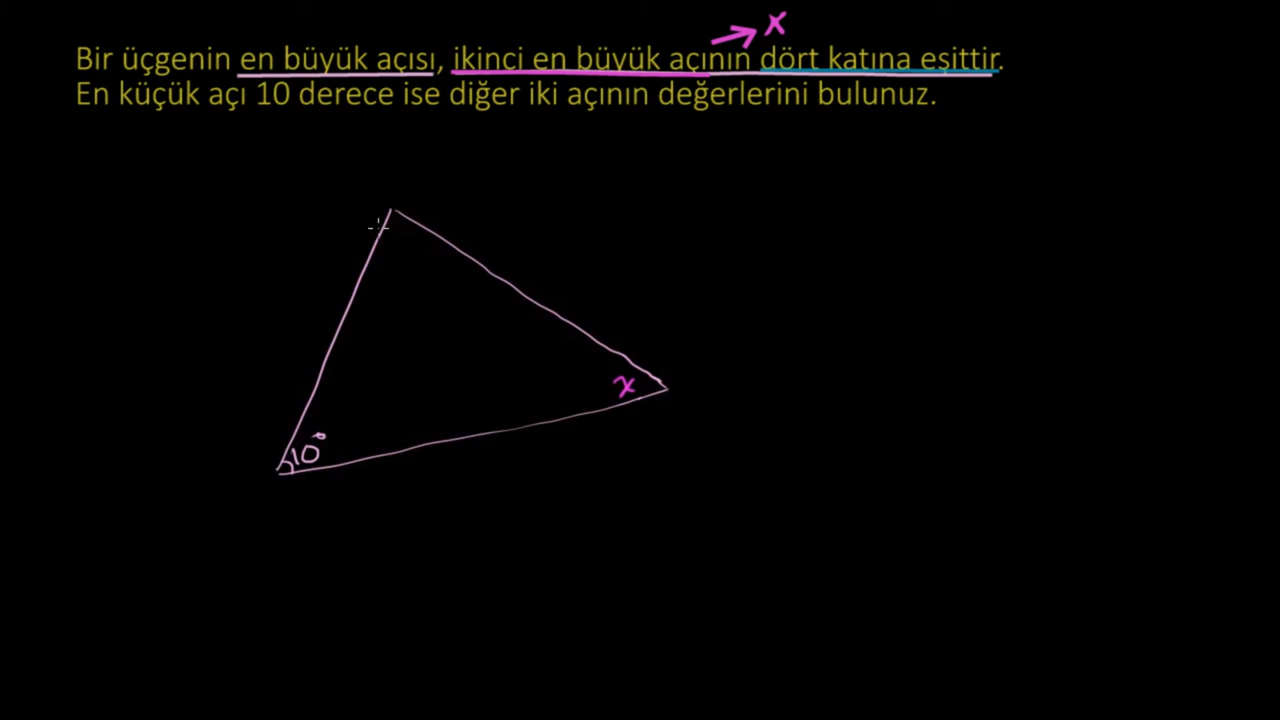 x
Bir üçgenin en büyük açısı, ikinci en büyük açının dört katına eşittir.
En küçük açı 10 derece ise diğer iki açının değerlerini bulunuz.
x
10°